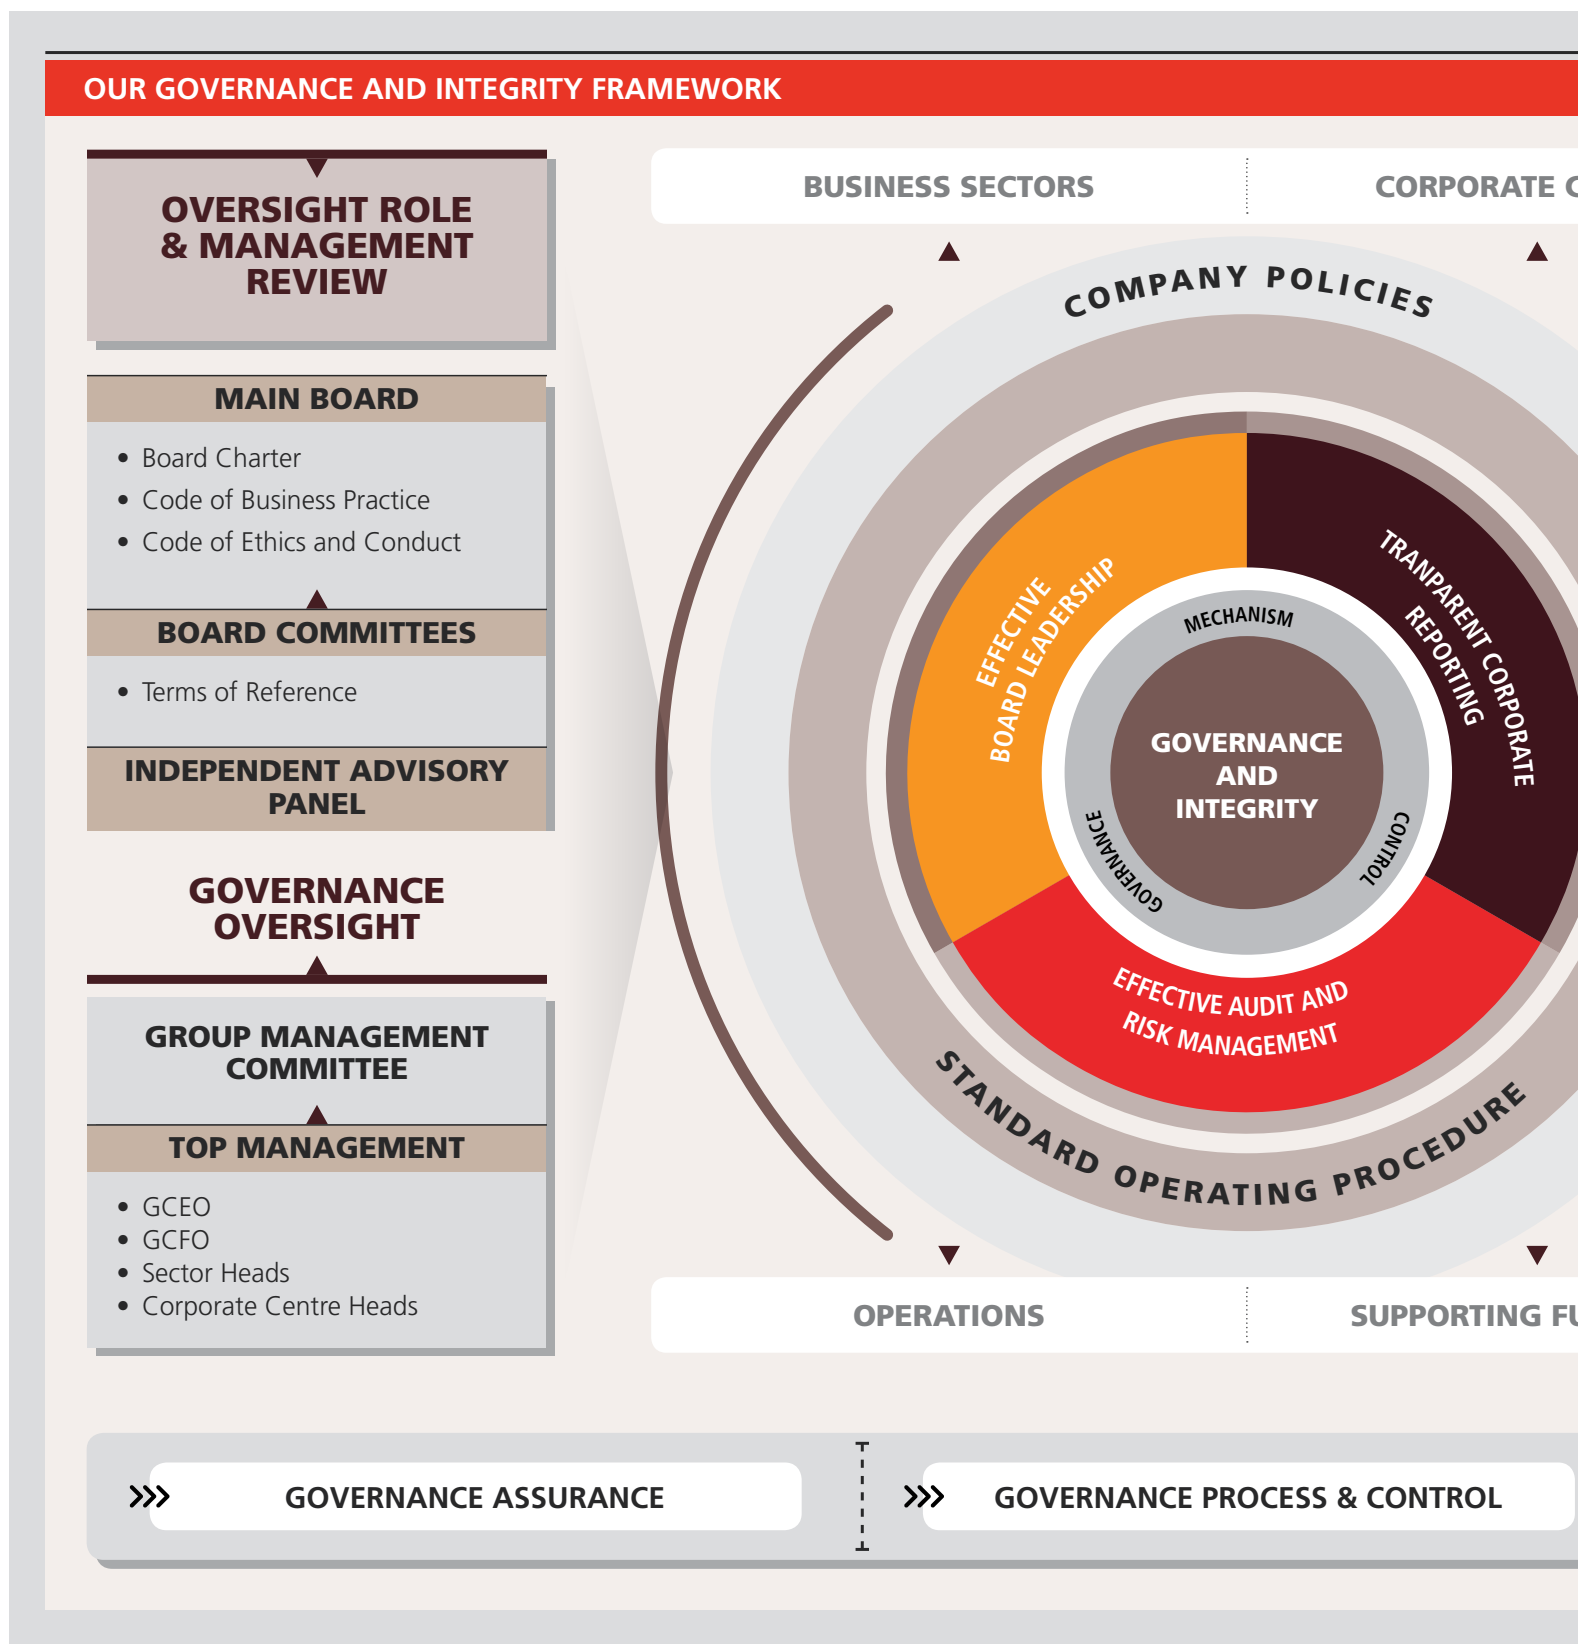 OUR GOVERNANCE AND INTEGRITY FRAMEWORK
OVERSIGHT ROLE
& MANAGEMENT
REVIEW
MAIN BOARD
• Board Charter
• Code of Business Practice
• Code of Ethics and Conduct
BOARD COMMITTEES
• Terms of Reference
INDEPENDENT ADVISORY
PANEL
GOVERNANCE
OVERSIGHT
GROUP MANAGEMENT
COMMITTEE
TOP MANAGEMENT
• GCEO
• GCFO
• Sector Heads
• Corporate Centre Heads
BUSINESS SECTORS
CORPORATE
COMPANY POLICIES
EFFECTIVE
BOARD LEADERSHIP
TRANPARENT CORPORATE
REPORTING
MECHANISM
GOVERNANCE
AND
INTEGRITY
GOVERNANCE
CONTROL
EFFECTIVE AUDIT AND
RISK MANAGEMENT
STANDARD OPERATING PROCEDURE
OPERATIONS
SUPPORTING
GOVERNANCE ASSURANCE
GOVERNANCE PROCESS & CONTROL